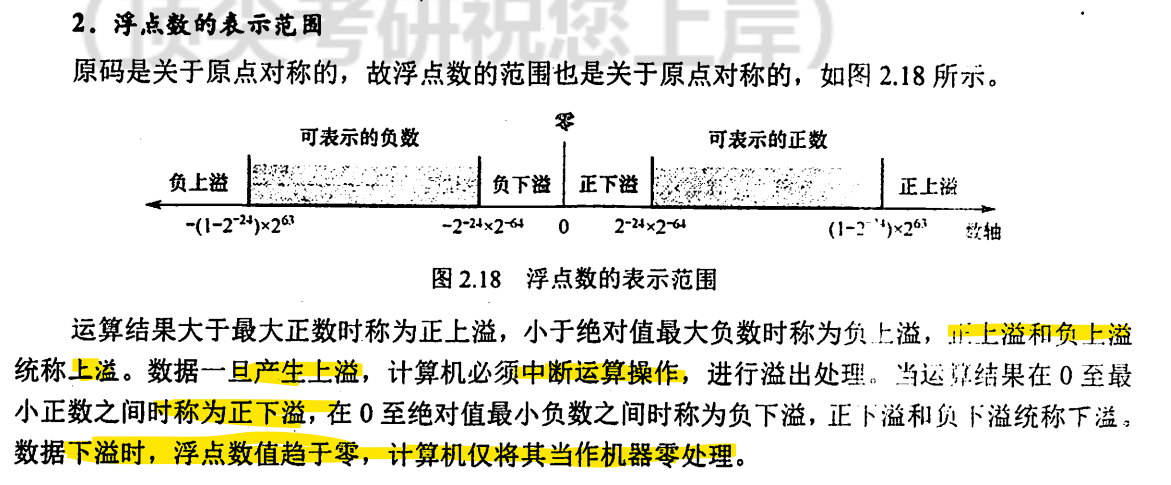 (顶尖考研祝您上岸)
2. 浮点数的表示范围
原码是关于原点对称的，故浮点数的范围也是关于原点对称的，如图 2.18 所示。
零
可表示的负数 可表示的正数
负上溢 负下溢 正下溢 正上溢
-(1-2⁻²⁴)×2⁶³ -2⁻²⁴×2⁻⁶⁴ 0 2⁻²⁴×2⁻⁶⁴ (1-2⁻²⁴)×2⁶³ 数轴
图 2.18 浮点数的表示范围
运算结果大于最大正数时称为正上溢，小于绝对值最大负数时称为负上溢，正上溢和负上溢
统称上溢。数据一旦产生上溢，计算机必须中断运算操作，进行溢出处理。当运算结果在 0 至最
小正数之间时称为正下溢，在 0 至绝对值最小负数之间时称为负下溢，正下溢和负下溢统称下溢。
数据下溢时，浮点数值趋于零，计算机仅将其当作机器零处理。